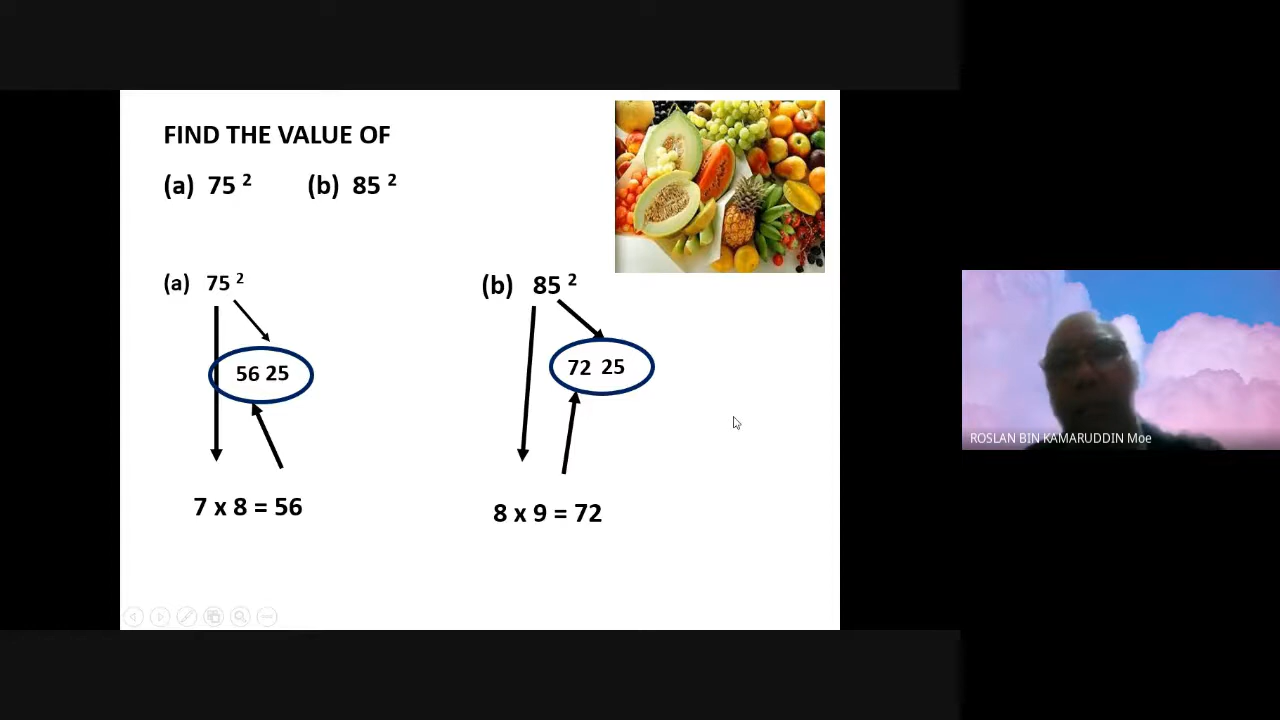 FIND THE VALUE OF
(a) 75 ² (b) 85 ²
(a) 75 ²
56 25
7 x 8 = 56
(b) 85 ²
72 25
8 x 9 = 72
ROSLAN BIN KAMARUDDIN Moe